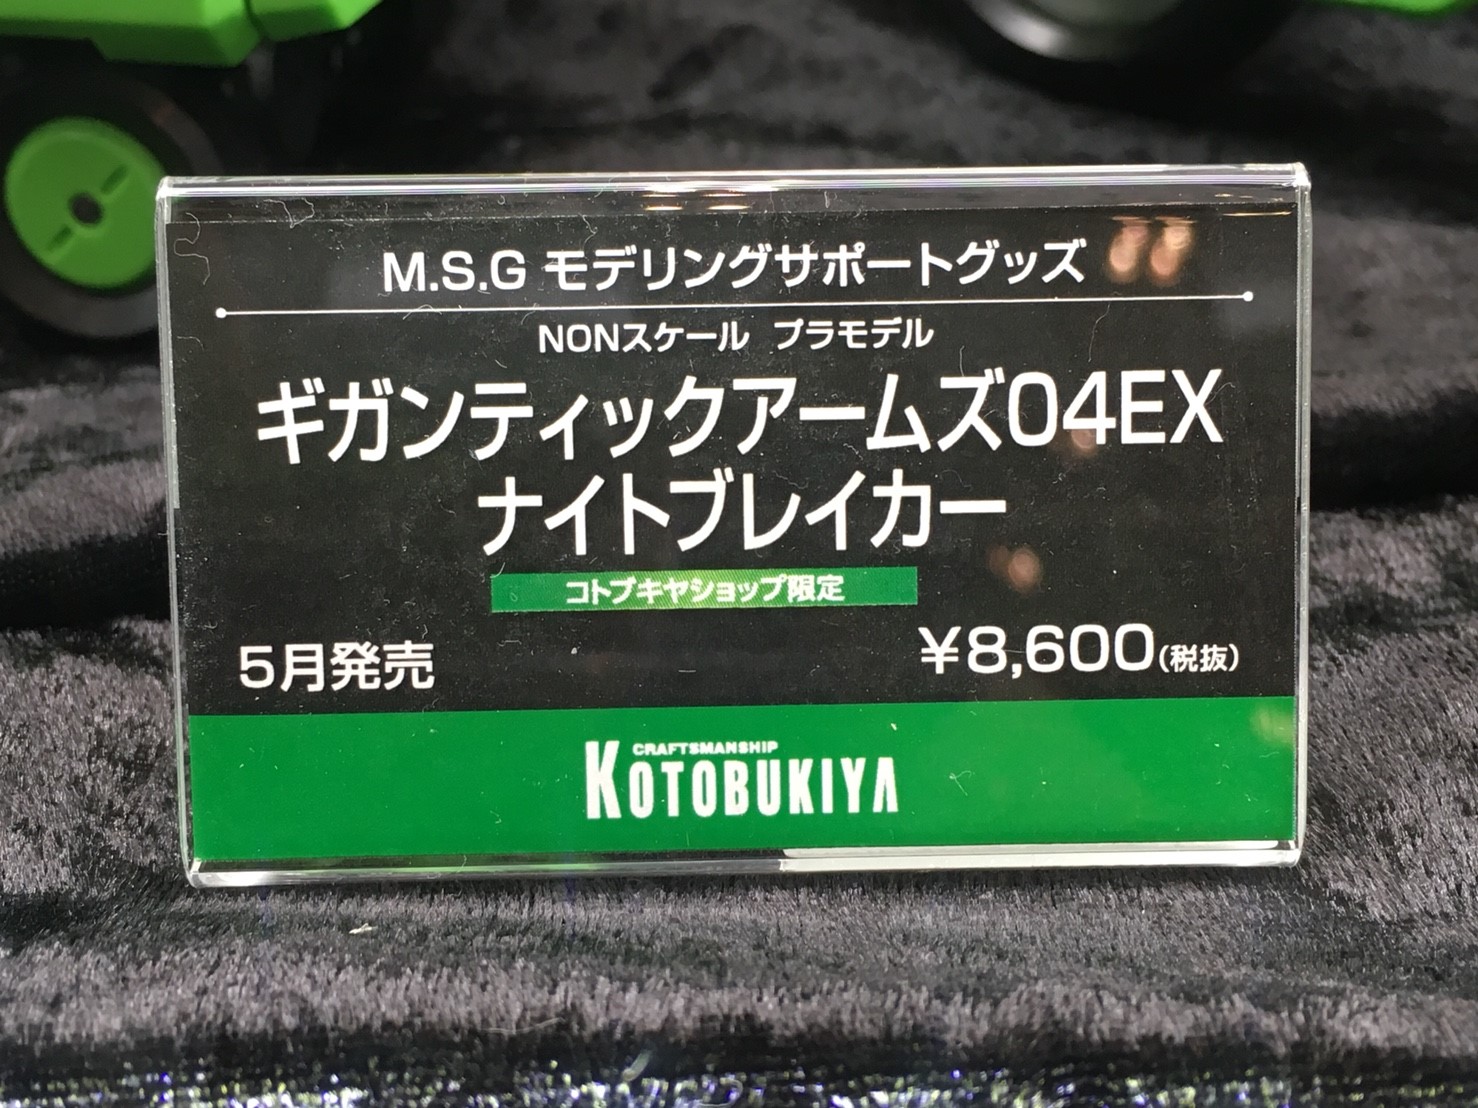 M.S.G モデリングサポートグッズ
NONスケール プラモデル
ギガンティックアームズ04EX
ナイトブレイカー
コトブキヤショップ限定
5月発売
¥8,600(税抜)
CRAFTSMANSHIP
KOTOBUKIYA